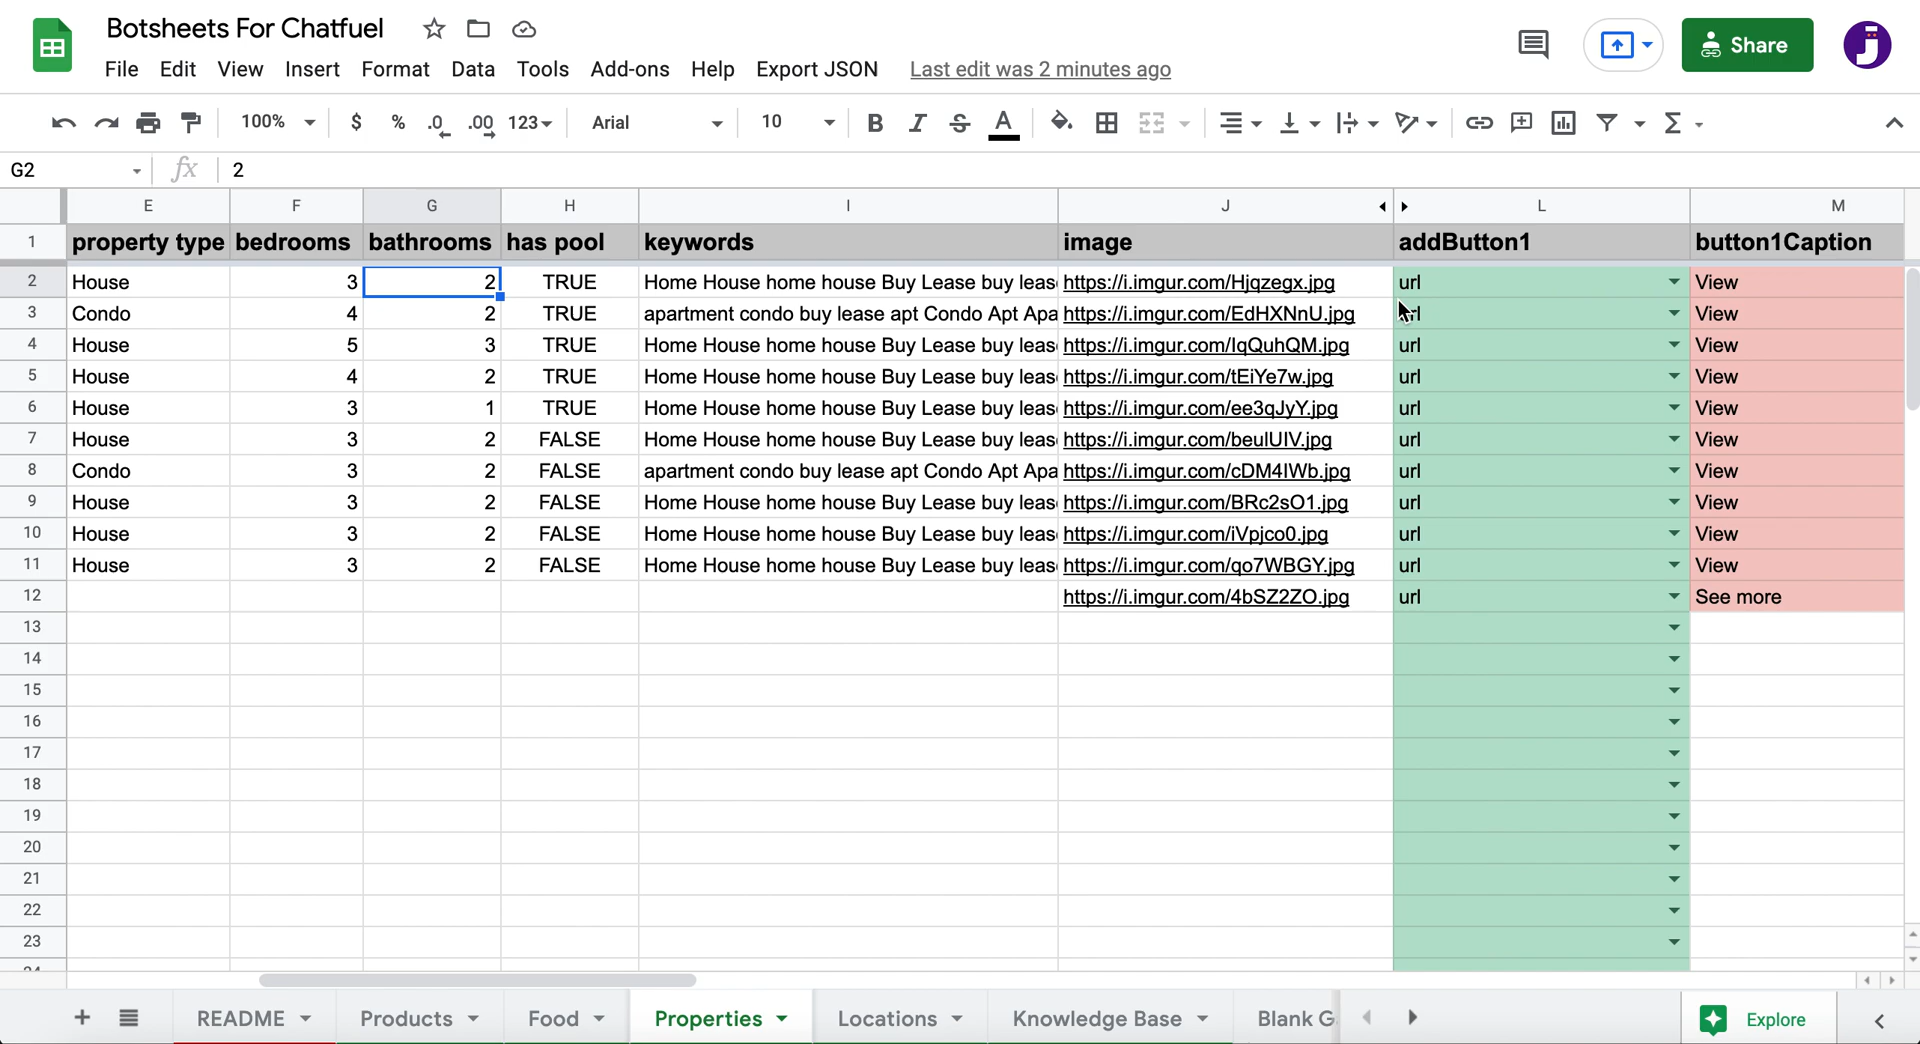 Botsheets For Chatfuel
File Edit View Insert Format Data Tools Add-ons Help Export JSON Last edit was 2 minutes ago
Share
100% $ % .0 .00 123 Arial 10 B I S A Σ
G2 fx 2
E F G H I J L M
1 property type bedrooms bathrooms has pool keywords image addButton1 button1Caption
2 House 3 2 TRUE Home House home house Buy Lease buy leas https://i.imgur.com/Hjqzegx.jpg url View
3 Condo 4 2 TRUE apartment condo buy lease apt Condo Apt Apa https://i.imgur.com/EdHXNnU.jpg url View
4 House 5 3 TRUE Home House home house Buy Lease buy leas https://i.imgur.com/IqQuhQM.jpg url View
5 House 4 2 TRUE Home House home house Buy Lease buy leas https://i.imgur.com/tEiYe7w.jpg url View
6 House 3 1 TRUE Home House home house Buy Lease buy leas https://i.imgur.com/ee3qJyY.jpg url View
7 House 3 2 FALSE Home House home house Buy Lease buy leas https://i.imgur.com/beulUIV.jpg url View
8 Condo 3 2 FALSE apartment condo buy lease apt Condo Apt Apa https://i.imgur.com/cDM4IWb.jpg url View
9 House 3 2 FALSE Home House home house Buy Lease buy leas https://i.imgur.com/BRc2sO1.jpg url View
10 House 3 2 FALSE Home House home house Buy Lease buy leas https://i.imgur.com/iVpjco0.jpg url View
11 House 3 2 FALSE Home House home house Buy Lease buy leas https://i.imgur.com/qo7WBGY.jpg url View
12 https://i.imgur.com/4bSZ2ZO.jpg url See more
13
14
15
16
17
18
19
20
21
22
23
24
+ README Products Food Properties Locations Knowledge Base Blank G Explore